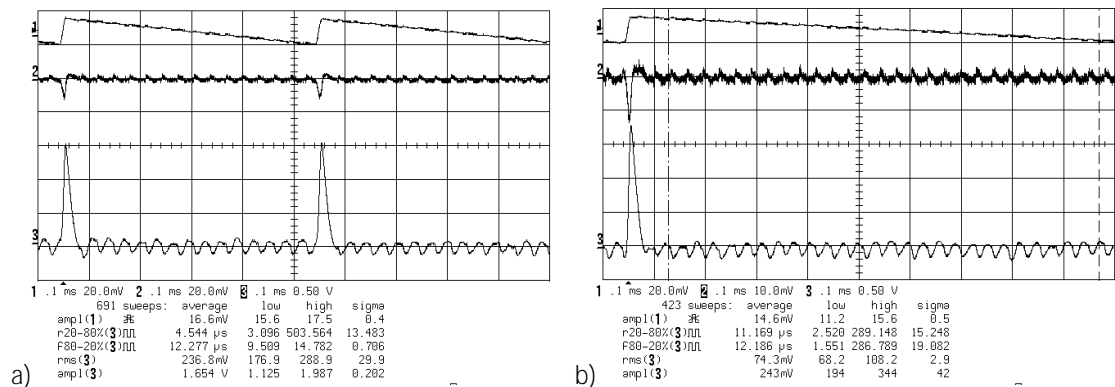 1
2
3
1 .1 ms 20.0mV 2 .1 ms 20.0mV 3 .1 ms 0.50 V
691 sweeps: average low high sigma
ampl(1) 16.6mV 15.6 17.5 0.4
r20-80%(3) 4.544 µs 3.096 503.564 13.483
f80-20%(3) 12.277 µs 9.509 14.782 0.706
rms(3) 236.8mV 176.9 288.9 29.9
ampl(3) 1.654 V 1.125 1.987 0.202
a)
1
2
3
1 .1 ms 20.0mV 2 .1 ms 10.0mV 3 .1 ms 0.50 V
423 sweeps: average low high sigma
ampl(1) 14.6mV 11.2 15.6 0.5
r20-80%(3) 11.169 µs 2.520 289.148 15.248
f80-20%(3) 12.186 µs 1.551 286.789 19.082
rms(3) 74.3mV 68.2 108.2 2.9
ampl(3) 243mV 194 344 42
b)